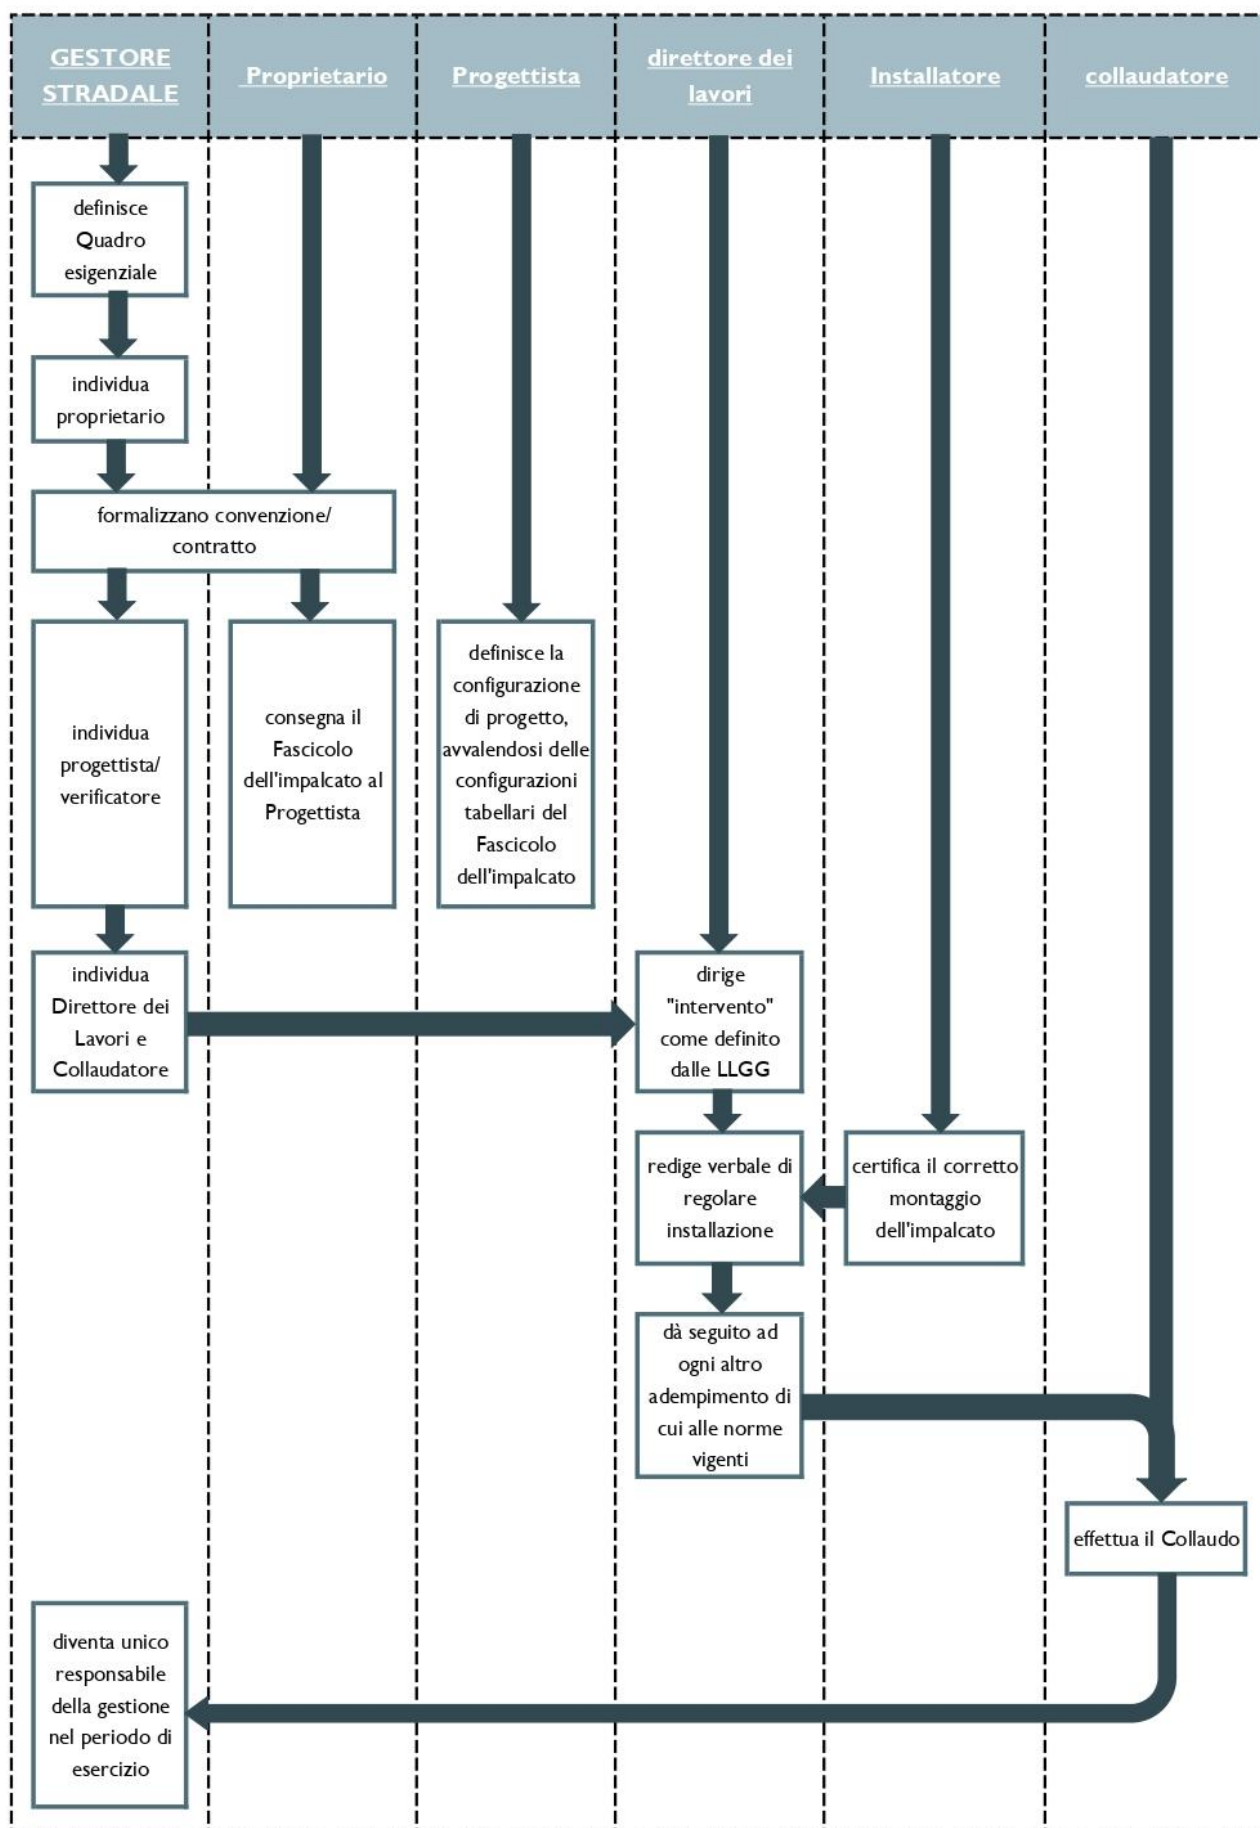 GESTORE
STRADALE
Proprietario
Progettista
direttore dei
lavori
Installatore
collaudatore
definisce
Quadro
esigenziale
individua
proprietario
formalizzano convenzione/
contratto
individua
progettista/
verificatore
consegna il
Fascicolo
dell'impalcato al
Progettista
definisce la
configurazione
di progetto,
avvalendosi delle
configurazioni
tabellari del
Fascicolo
dell'impalcato
individua
Direttore dei
Lavori e
Collaudatore
dirige
"intervento"
come definito
dalle LLGG
redige verbale di
regolare
installazione
certifica il corretto
montaggio
dell'impalcato
dà seguito ad
ogni altro
adempimento di
cui alle norme
vigenti
effettua il Collaudo
diventa unico
responsabile
della gestione
nel periodo di
esercizio